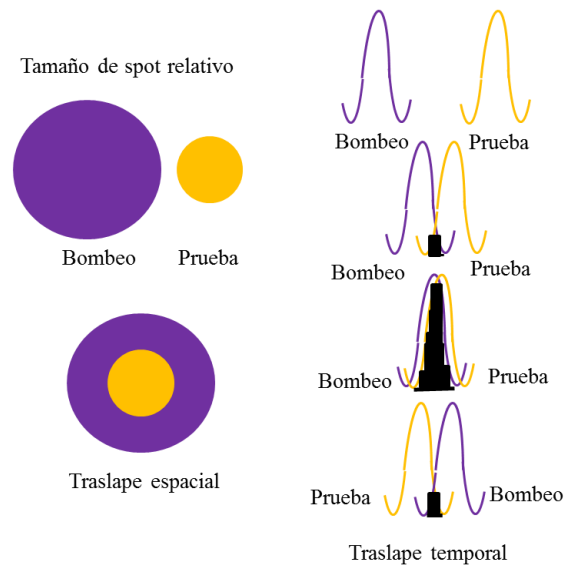 Tamaño de spot relativo
Bombeo Prueba
Traslape espacial
Bombeo Prueba
Bombeo Prueba
Bombeo Prueba
Prueba Bombeo
Traslape temporal